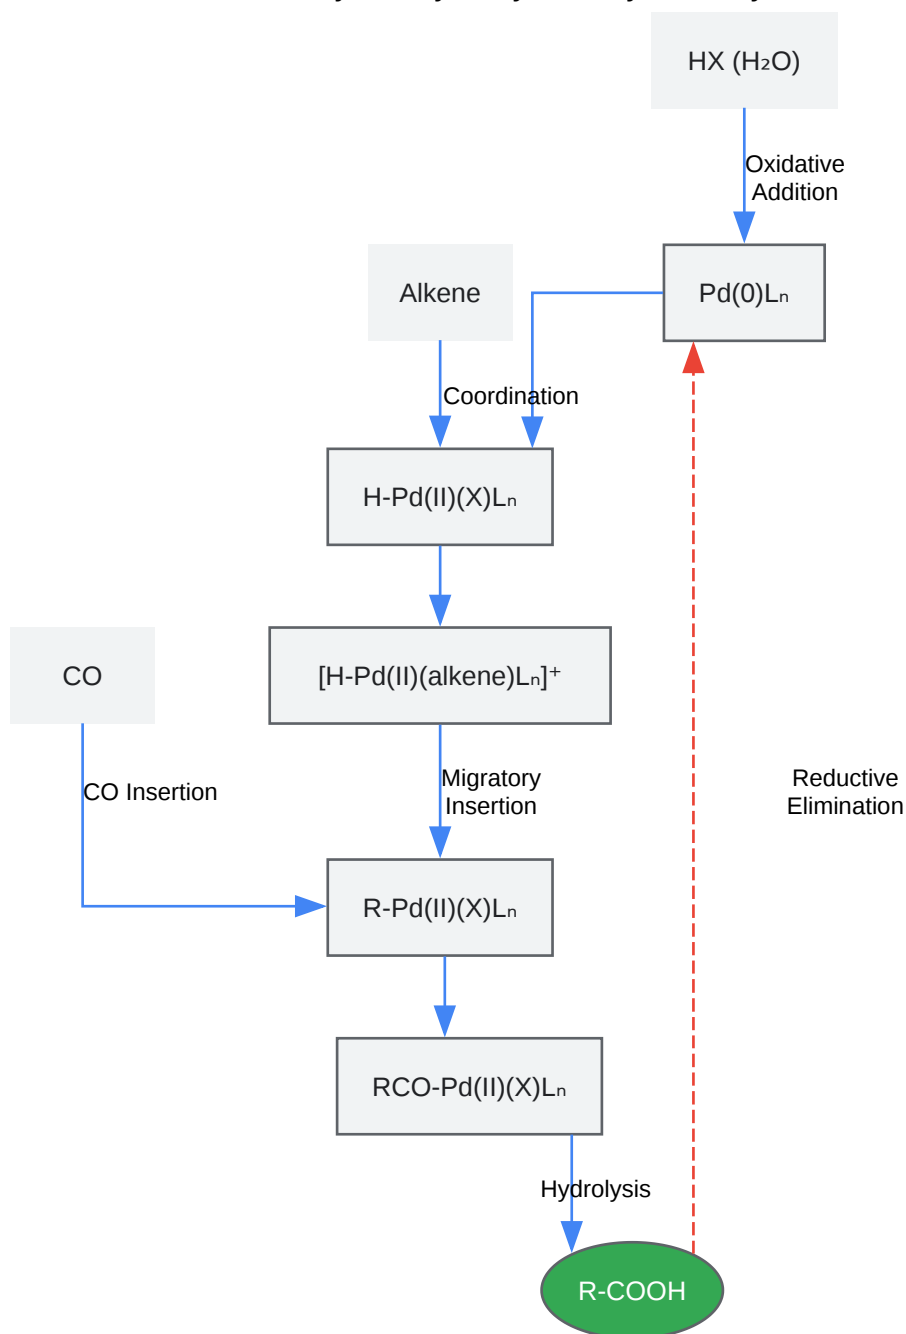 HX (H₂O)
Oxidative
Addition
Alkene
Pd(0)Lₙ
Coordination
H-Pd(II)(X)Lₙ
CO
[H-Pd(II)(alkene)Lₙ]⁺
CO Insertion
Migratory
Insertion
Reductive
Elimination
R-Pd(II)(X)Lₙ
RCO-Pd(II)(X)Lₙ
Hydrolysis
R-COOH